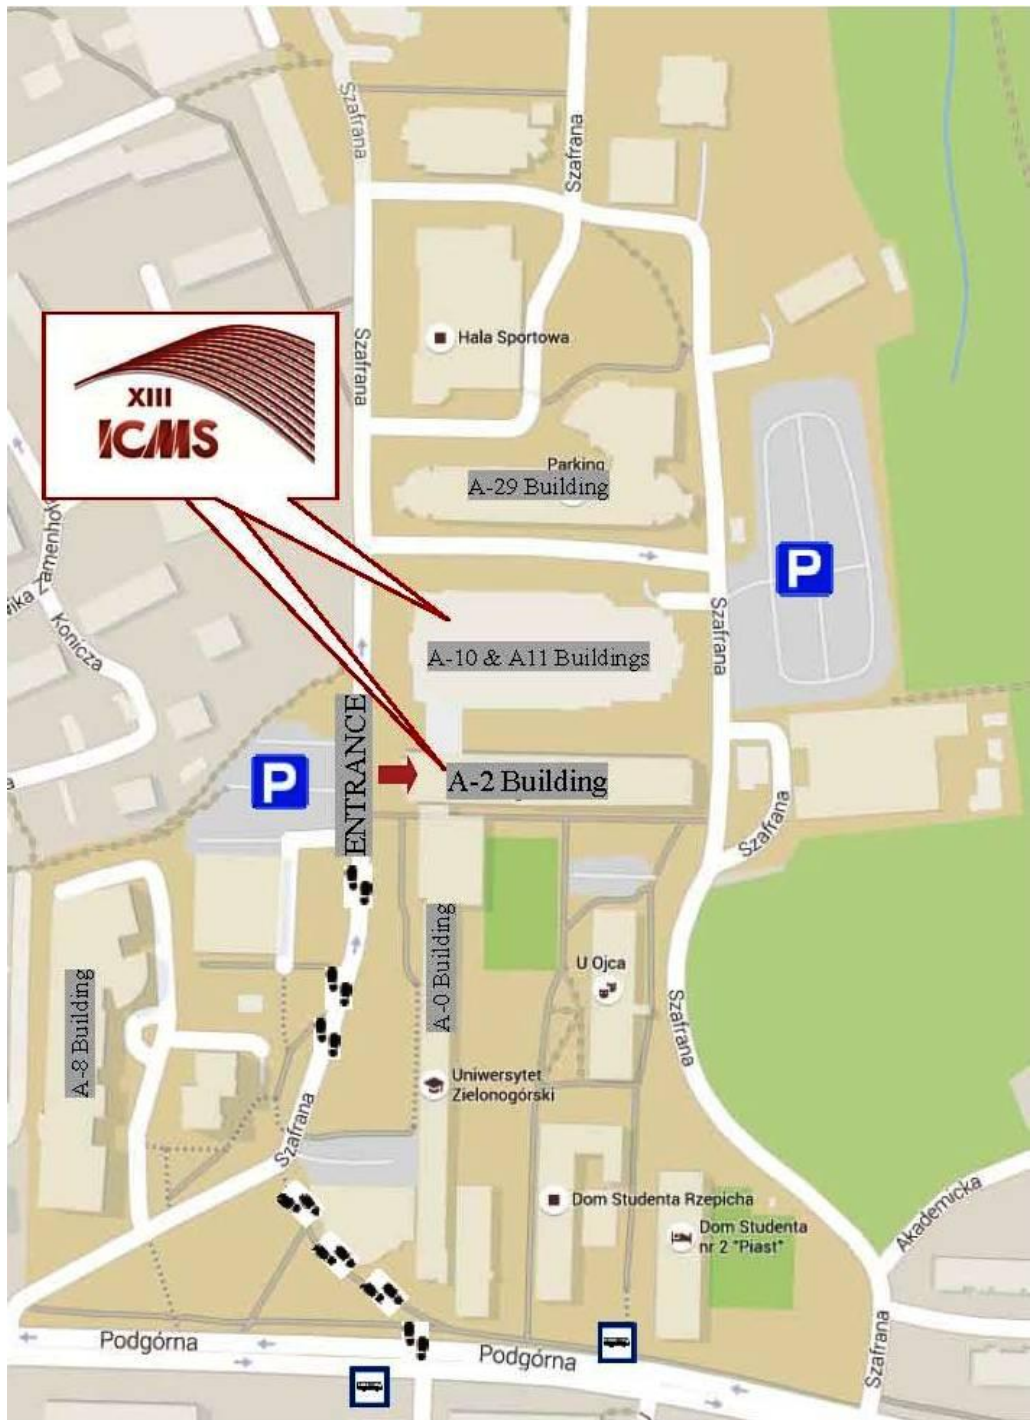 Szafrana
Szafrana
Szafrana
Hala Sportowa
XIII
ICMS
Parking
A-29 Building
P
Konicza
Szafrana
A-10 & A11 Buildings
ENTRANCE
P
A-2 Building
Szafrana
A-0 Building
U Ojca
A-8 Building
Szafrana
Uniwersytet
Zielonogórski
Szafrana
Dom Studenta Rzepicha
Dom Studenta
nr 2 "Piast"
Akademicka
Podgórna
Podgórna
Szafrana